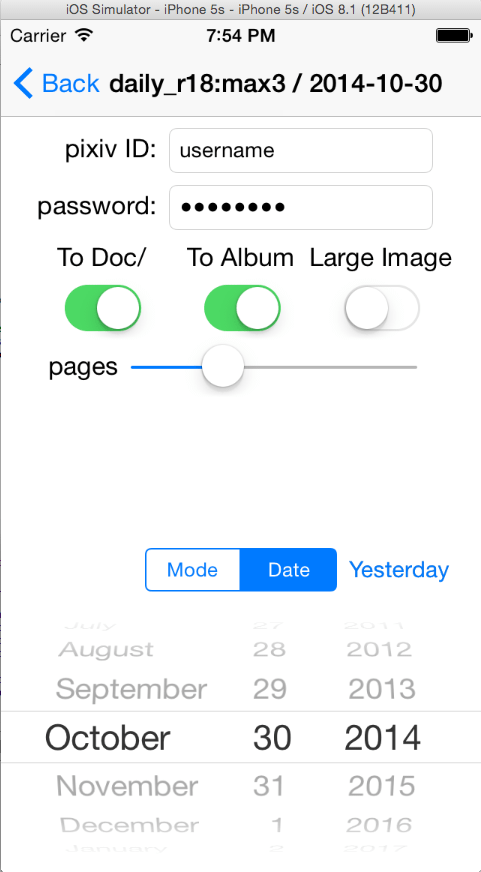 iOS Simulator - iPhone 5s - iPhone 5s / iOS 8.1 (12B411)
Carrier 7:54 PM
Back daily_r18:max3 / 2014-10-30
pixiv ID: username
password: ●●●●●●●●
To Doc/ To Album Large Image
pages
Mode Date Yesterday
July 27 2011
August 28 2012
September 29 2013
October 30 2014
November 31 2015
December 1 2016
January 2 2017